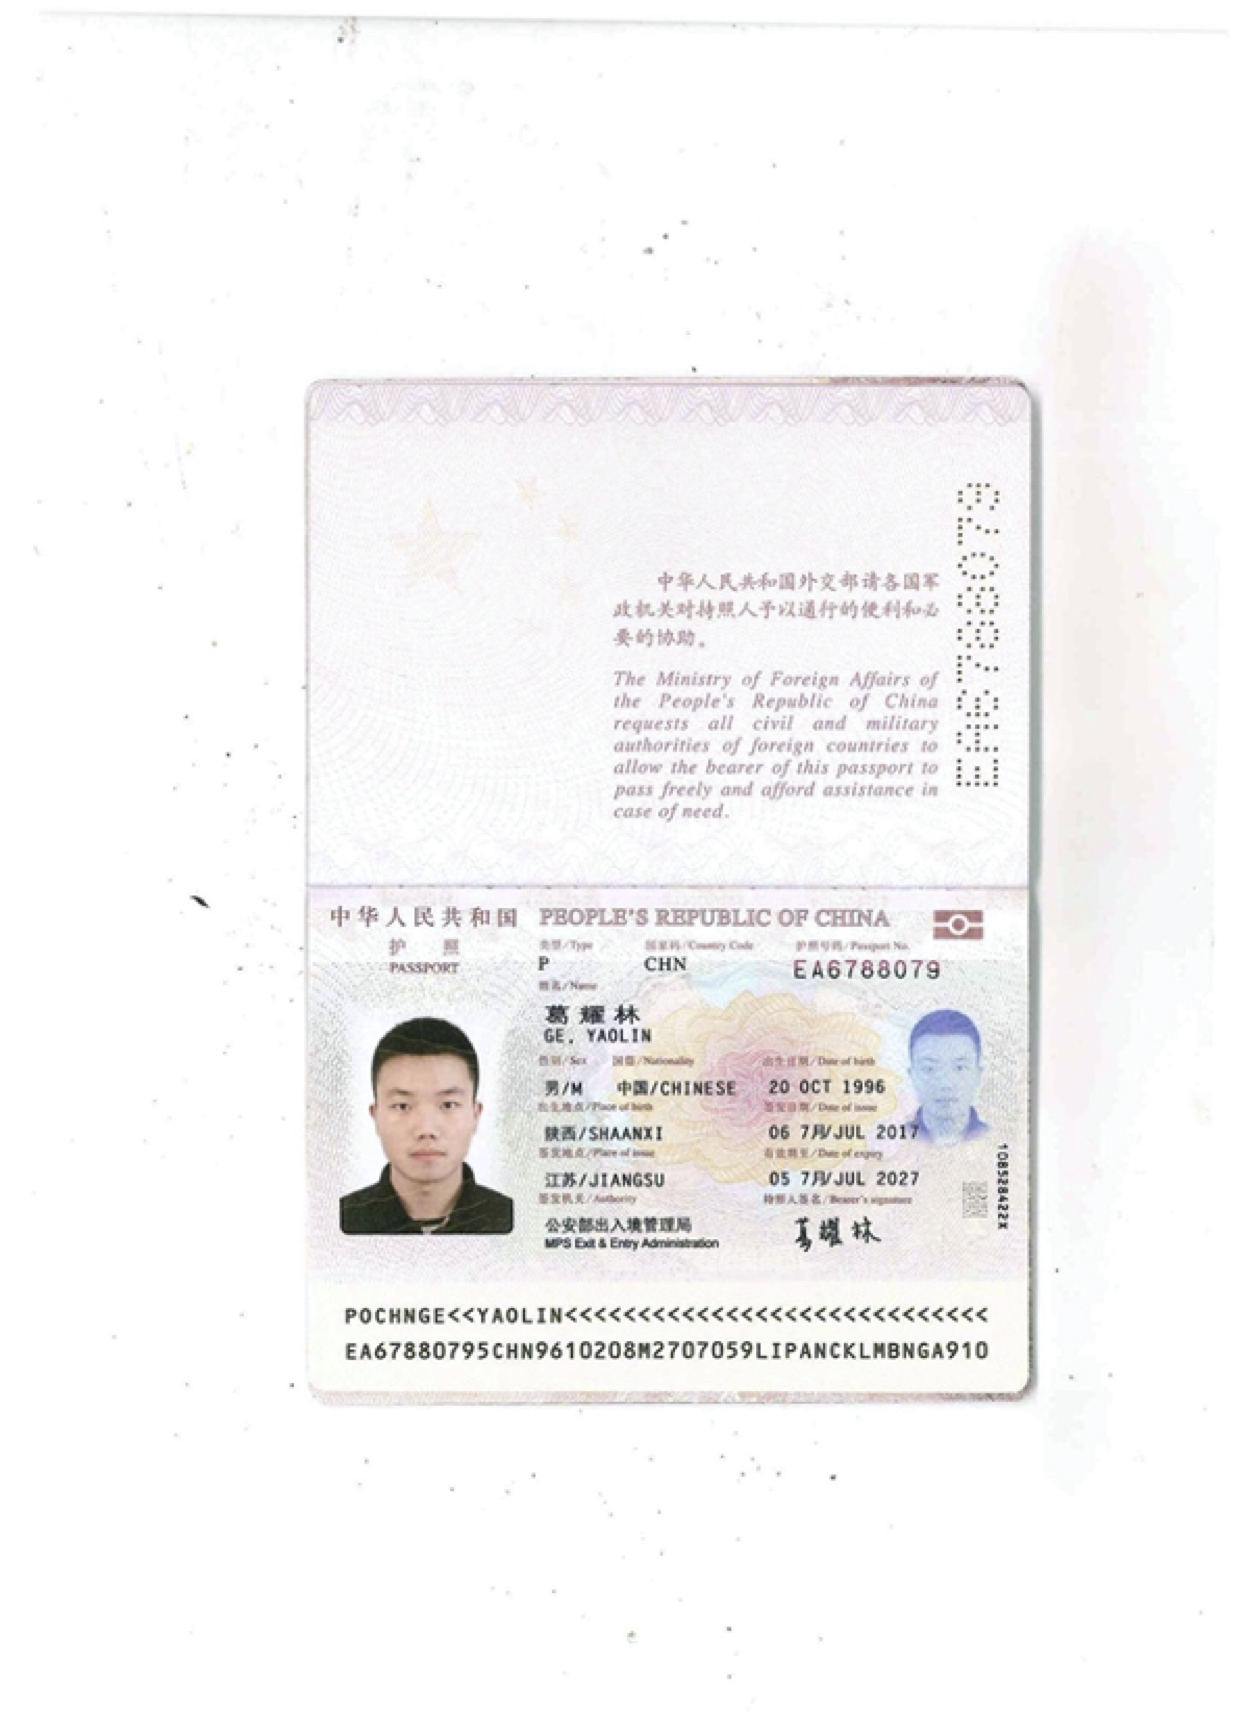 中华人民共和国外交部请各国军
政机关对持照人予以通行的便利和必
要的协助。
The Ministry of Foreign Affairs of
the People's Republic of China
requests all civil and military
authorities of foreign countries to
allow the bearer of this passport to
pass freely and afford assistance in
case of need.
EA6788079
中华人民共和国 PEOPLE'S REPUBLIC OF CHINA
护 照 类型/Type 国家码/Country Code 护照号码/Passport No.
PASSPORT P CHN EA6788079
姓名/Name
葛耀林
GE, YAOLIN
性别/Sex 国籍/Nationality 出生日期/Date of birth
男/M 中国/CHINESE 20 OCT 1996
出生地点/Place of birth 签发日期/Date of issue
陕西/SHAANXI 06 7月/JUL 2017
签发地点/Place of issue 有效期至/Date of expiry
江苏/JIANGSU 05 7月/JUL 2027
签发机关/Authority 持照人签名/Bearer's signature
公安部出入境管理局 葛耀林
MPS Exit & Entry Administration
108528422X
POCHNGE<<YAOLIN<<<<<<<<<<<<<<<<<<<<<<<<<<<<<
EA67880795CHN9610208M2707059LIPANCKLMBNGA910